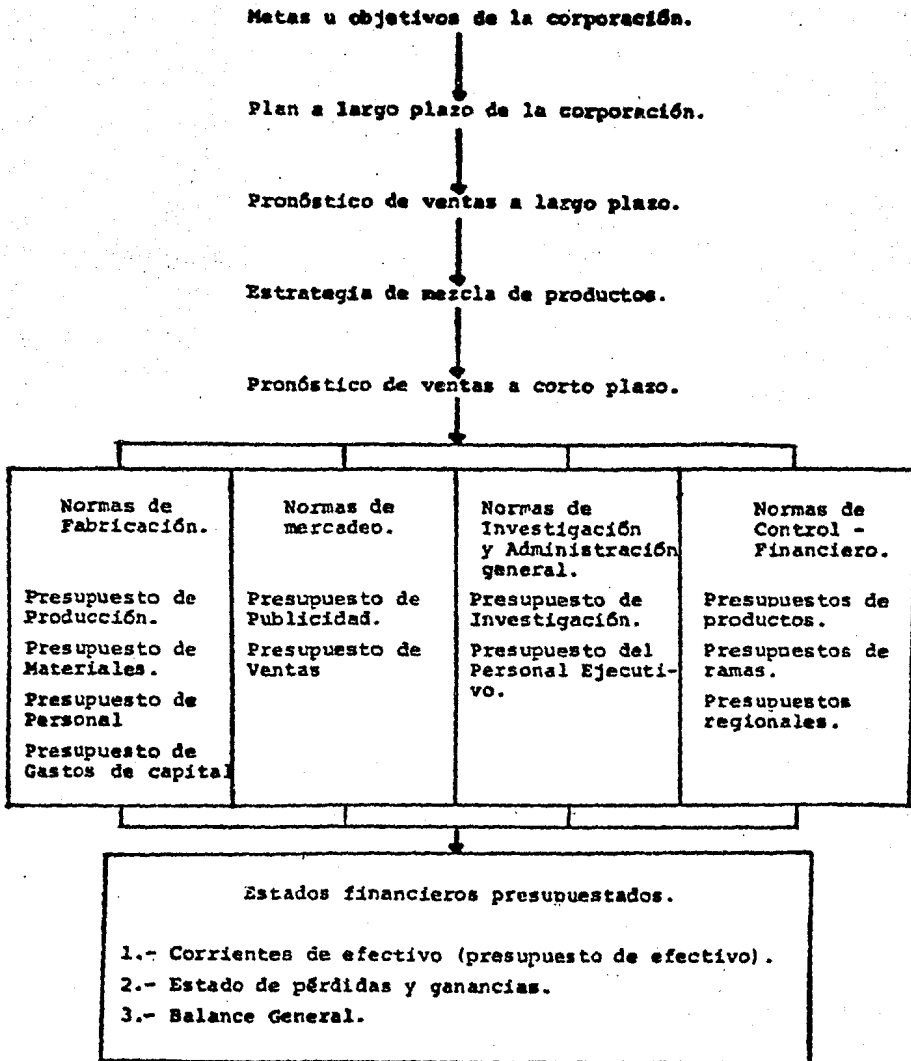 Metas u objetivos de la corporación.
Plan a largo plazo de la corporación.
Pronóstico de ventas a largo plazo.
Estrategia de mezcla de productos.
Pronóstico de ventas a corto plazo.
Normas de
Fabricación.
Presupuesto de
Producción.
Presupuesto de
Materiales.
Presupuesto de
Personal
Presupuesto de
Gastos de capital
Normas de
mercadeo.
Presupuesto de
Publicidad.
Presupuesto de
Ventas
Normas de
Investigación
y Administración
general.
Presupuesto de
Investigación.
Presupuesto del
Personal Ejecuti-
vo.
Normas de
Control -
Financiero.
Presupuestos de
productos.
Presupuestos de
ramas.
Presupuestos
regionales.
Estados financieros presupuestados.
1.- Corrientes de efectivo (presupuesto de efectivo).
2.- Estado de pérdidas y ganancias.
3.- Balance General.